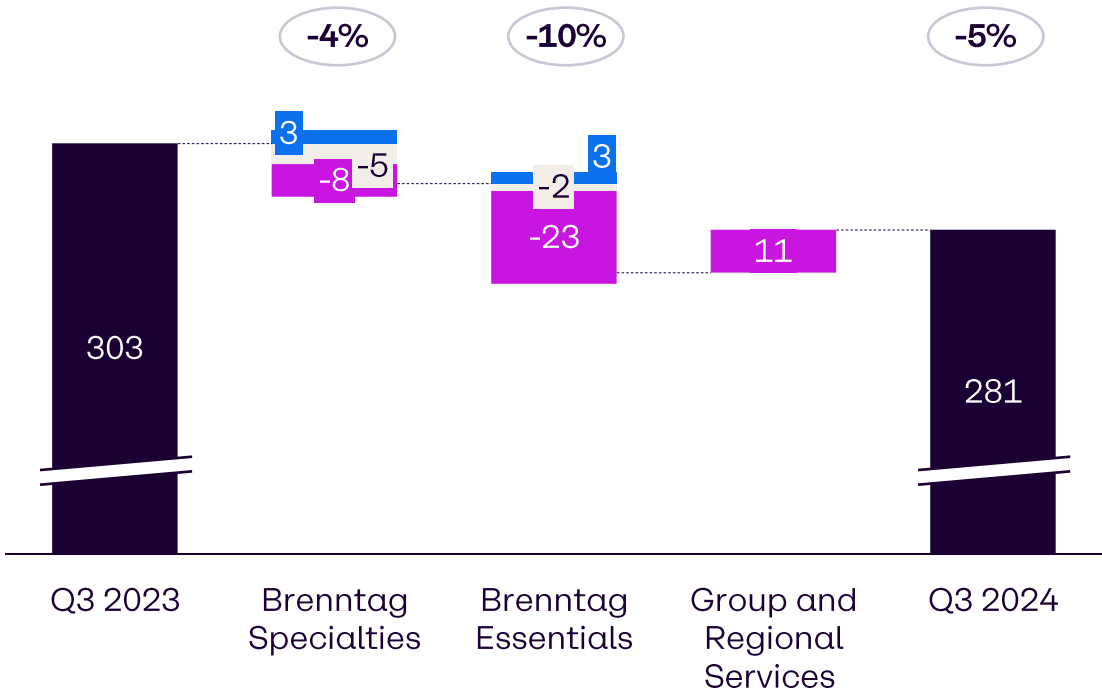 -4%
-10%
-5%
3
-5
-8
3
-2
-23
11
303
281
Q3 2023
Brenntag
Specialties
Brenntag
Essentials
Group and
Regional
Services
Q3 2024